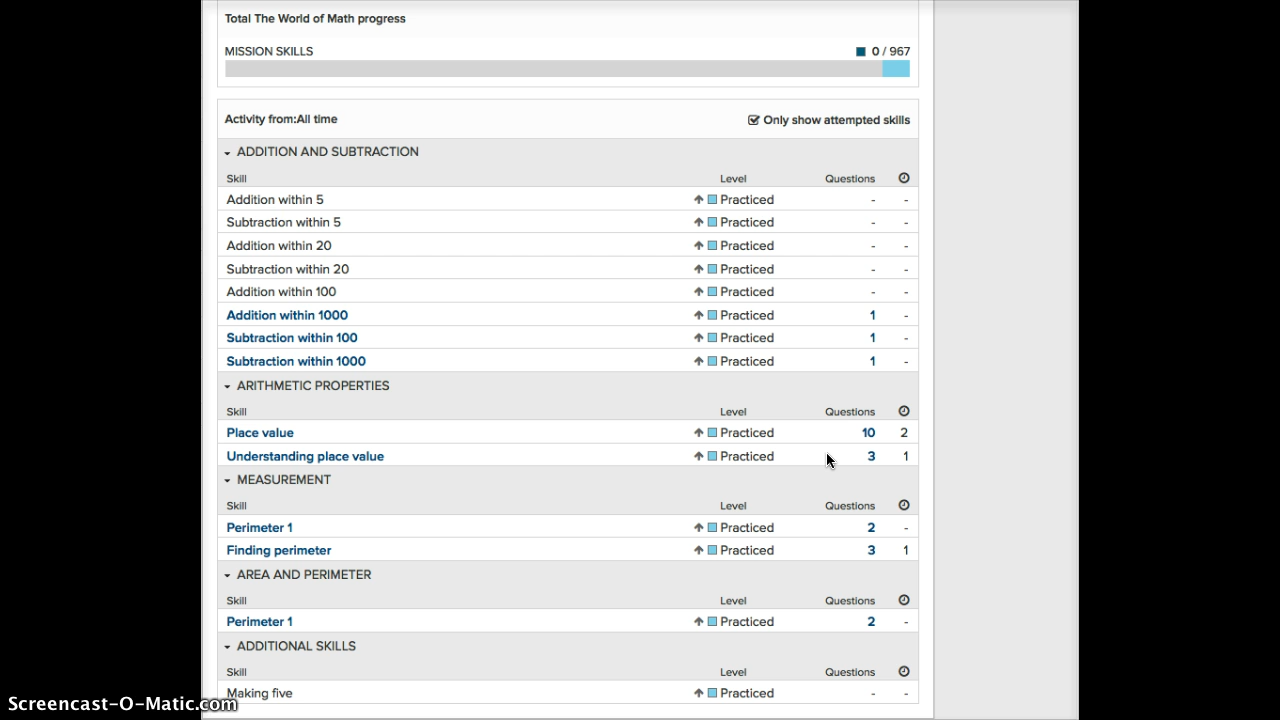 Total The World of Math progress
MISSION SKILLS 0 / 967
Activity from:All time Only show attempted skills
ADDITION AND SUBTRACTION
Skill Level Questions
Addition within 5 Practiced - -
Subtraction within 5 Practiced - -
Addition within 20 Practiced - -
Subtraction within 20 Practiced - -
Addition within 100 Practiced - -
Addition within 1000 Practiced 1 -
Subtraction within 100 Practiced 1 -
Subtraction within 1000 Practiced 1 -
ARITHMETIC PROPERTIES
Skill Level Questions
Place value Practiced 10 2
Understanding place value Practiced 3 1
MEASUREMENT
Skill Level Questions
Perimeter 1 Practiced 2 -
Finding perimeter Practiced 3 1
AREA AND PERIMETER
Skill Level Questions
Perimeter 1 Practiced 2 -
ADDITIONAL SKILLS
Skill Level Questions
Making five Practiced - -
Screencast-O-Matic.com